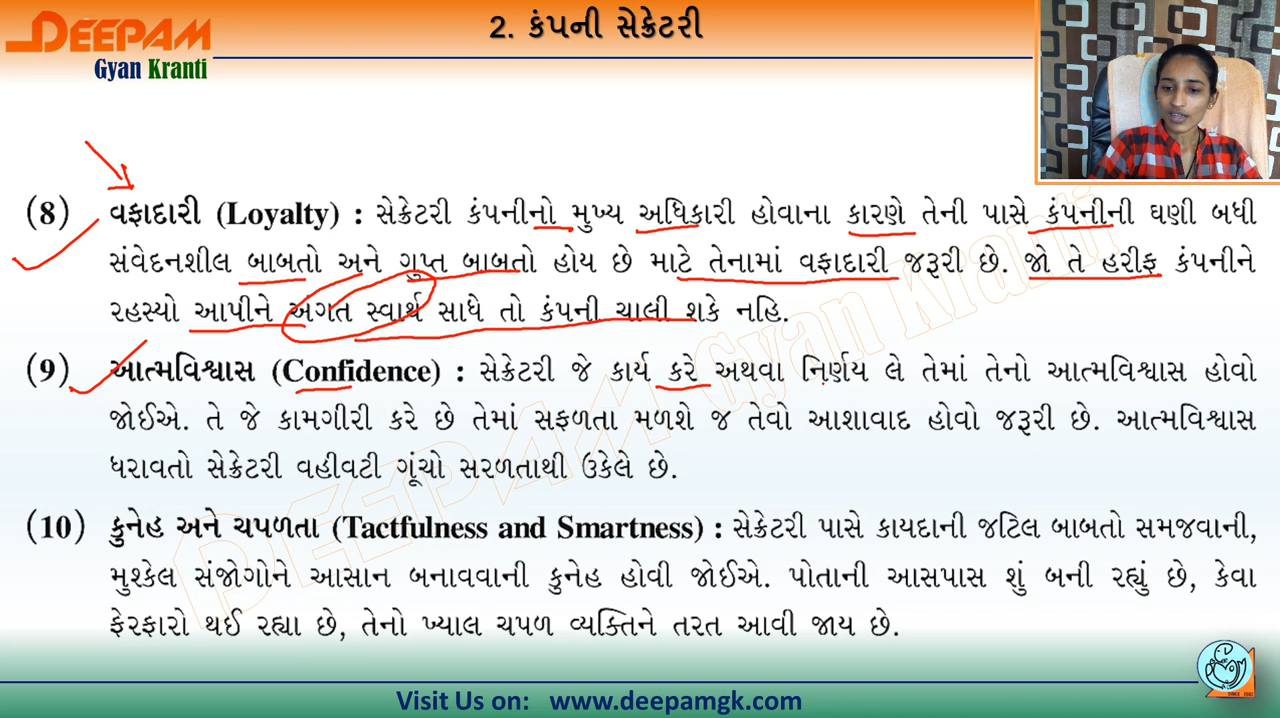 DEEPAM
Gyan Kranti
2. કંપની સેક્રેટરી
(8) વફાદારી (Loyalty) : સેક્રેટરી કંપનીનો મુખ્ય અધિકારી હોવાના કારણે તેની પાસે કંપનીની ઘણી બધી
સંવેદનશીલ બાબતો અને ગુપ્ત બાબતો હોય છે માટે તેનામાં વફાદારી જરૂરી છે. જો તે હરીફ કંપનીને
રહસ્યો આપીને અંગત સ્વાર્થ સાધે તો કંપની ચાલી શકે નહિ.
(9) આત્મવિશ્વાસ (Confidence) : સેક્રેટરી જે કાર્ય કરે અથવા નિર્ણય લે તેમાં તેનો આત્મવિશ્વાસ હોવો
જોઈએ. તે જે કામગીરી કરે છે તેમાં સફળતા મળશે જ તેવો આશાવાદ હોવો જરૂરી છે. આત્મવિશ્વાસ
ધરાવતો સેક્રેટરી વહીવટી ગૂંચો સરળતાથી ઉકેલે છે.
(10) કુનેહ અને ચપળતા (Tactfulness and Smartness) : સેક્રેટરી પાસે કાયદાની જટિલ બાબતો સમજવાની,
મુશ્કેલ સંજોગોને આસાન બનાવવાની કુનેહ હોવી જોઈએ. પોતાની આસપાસ શું બની રહ્યું છે, કેવા
ફેરફારો થઈ રહ્યા છે, તેનો ખ્યાલ ચપળ વ્યક્તિને તરત આવી જાય છે.
DEEPAM Gyan Kranti
Visit Us on: www.deepamgk.com